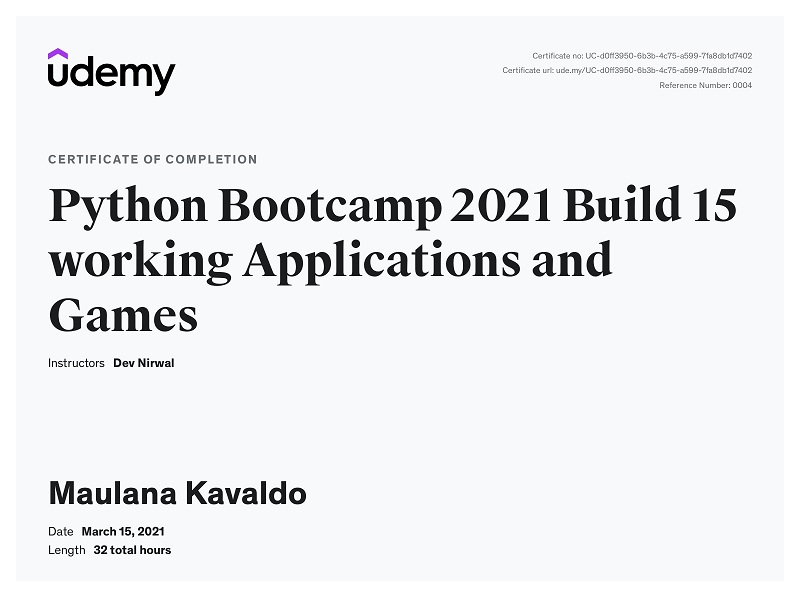 udemy
Certificate no: UC-d0ff3950-6b3b-4c75-a599-7fa8db1d7402
Certificate url: ude.my/UC-d0ff3950-6b3b-4c75-a599-7fa8db1d7402
Reference Number: 0004
CERTIFICATE OF COMPLETION
Python Bootcamp 2021 Build 15
working Applications and
Games
Instructors Dev Nirwal
Maulana Kavaldo
Date March 15, 2021
Length 32 total hours